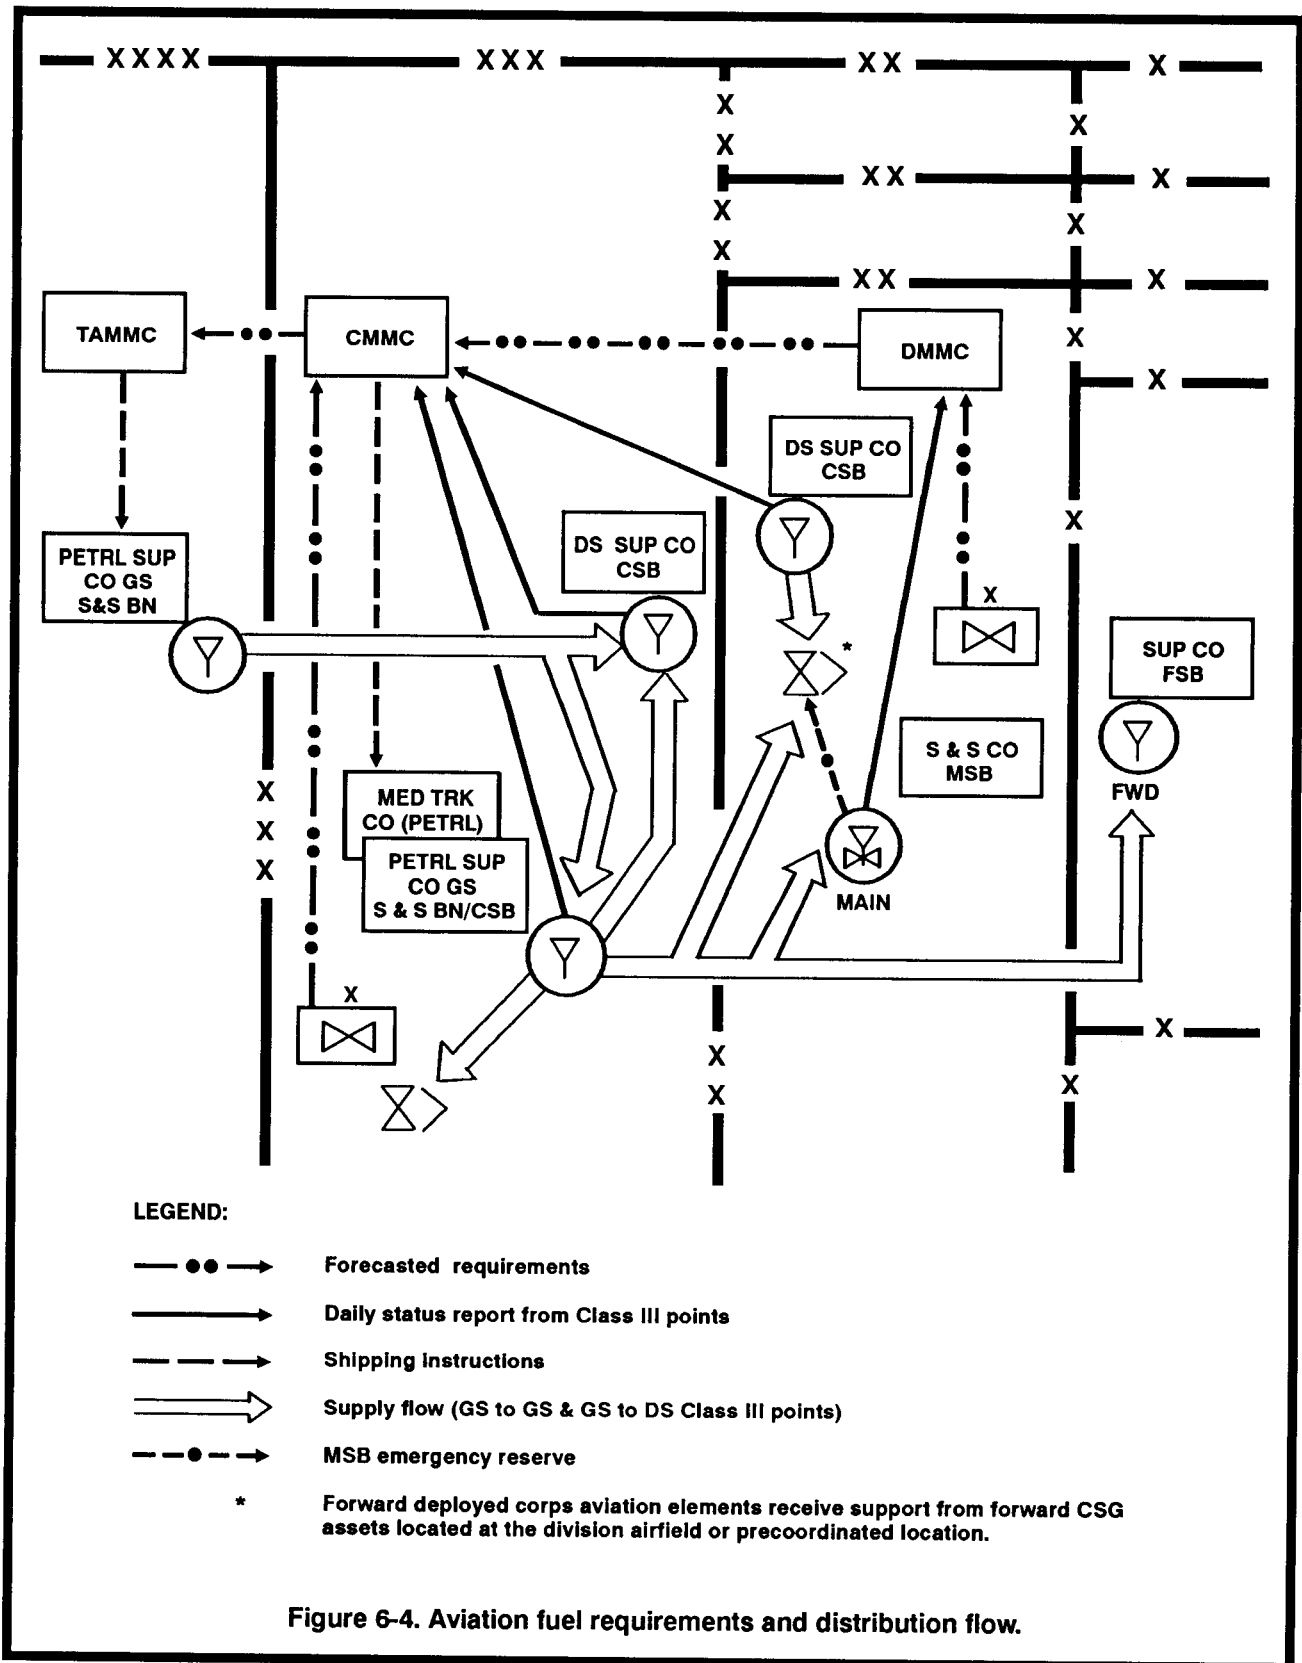 XXXX XXX XX X
X
X
X
XX X
X
X
X
XX X
X
X
TAMMC
CMMC
DMMC
DS SUP CO
CSB
X
DS SUP CO
CSB
PETRL SUP
CO GS
S&S BN
X
*
SUP CO
FSB
S & S CO
MSB
FWD
X
X
X
MED TRK
CO (PETRL)
PETRL SUP
CO GS
S & S BN/CSB
MAIN
X
X
X
X
X
LEGEND:
Forecasted requirements
Daily status report from Class III points
Shipping instructions
Supply flow (GS to GS & GS to DS Class III points)
MSB emergency reserve
* Forward deployed corps aviation elements receive support from forward CSG
assets located at the division airfield or precoordinated location.
Figure 6-4. Aviation fuel requirements and distribution flow.